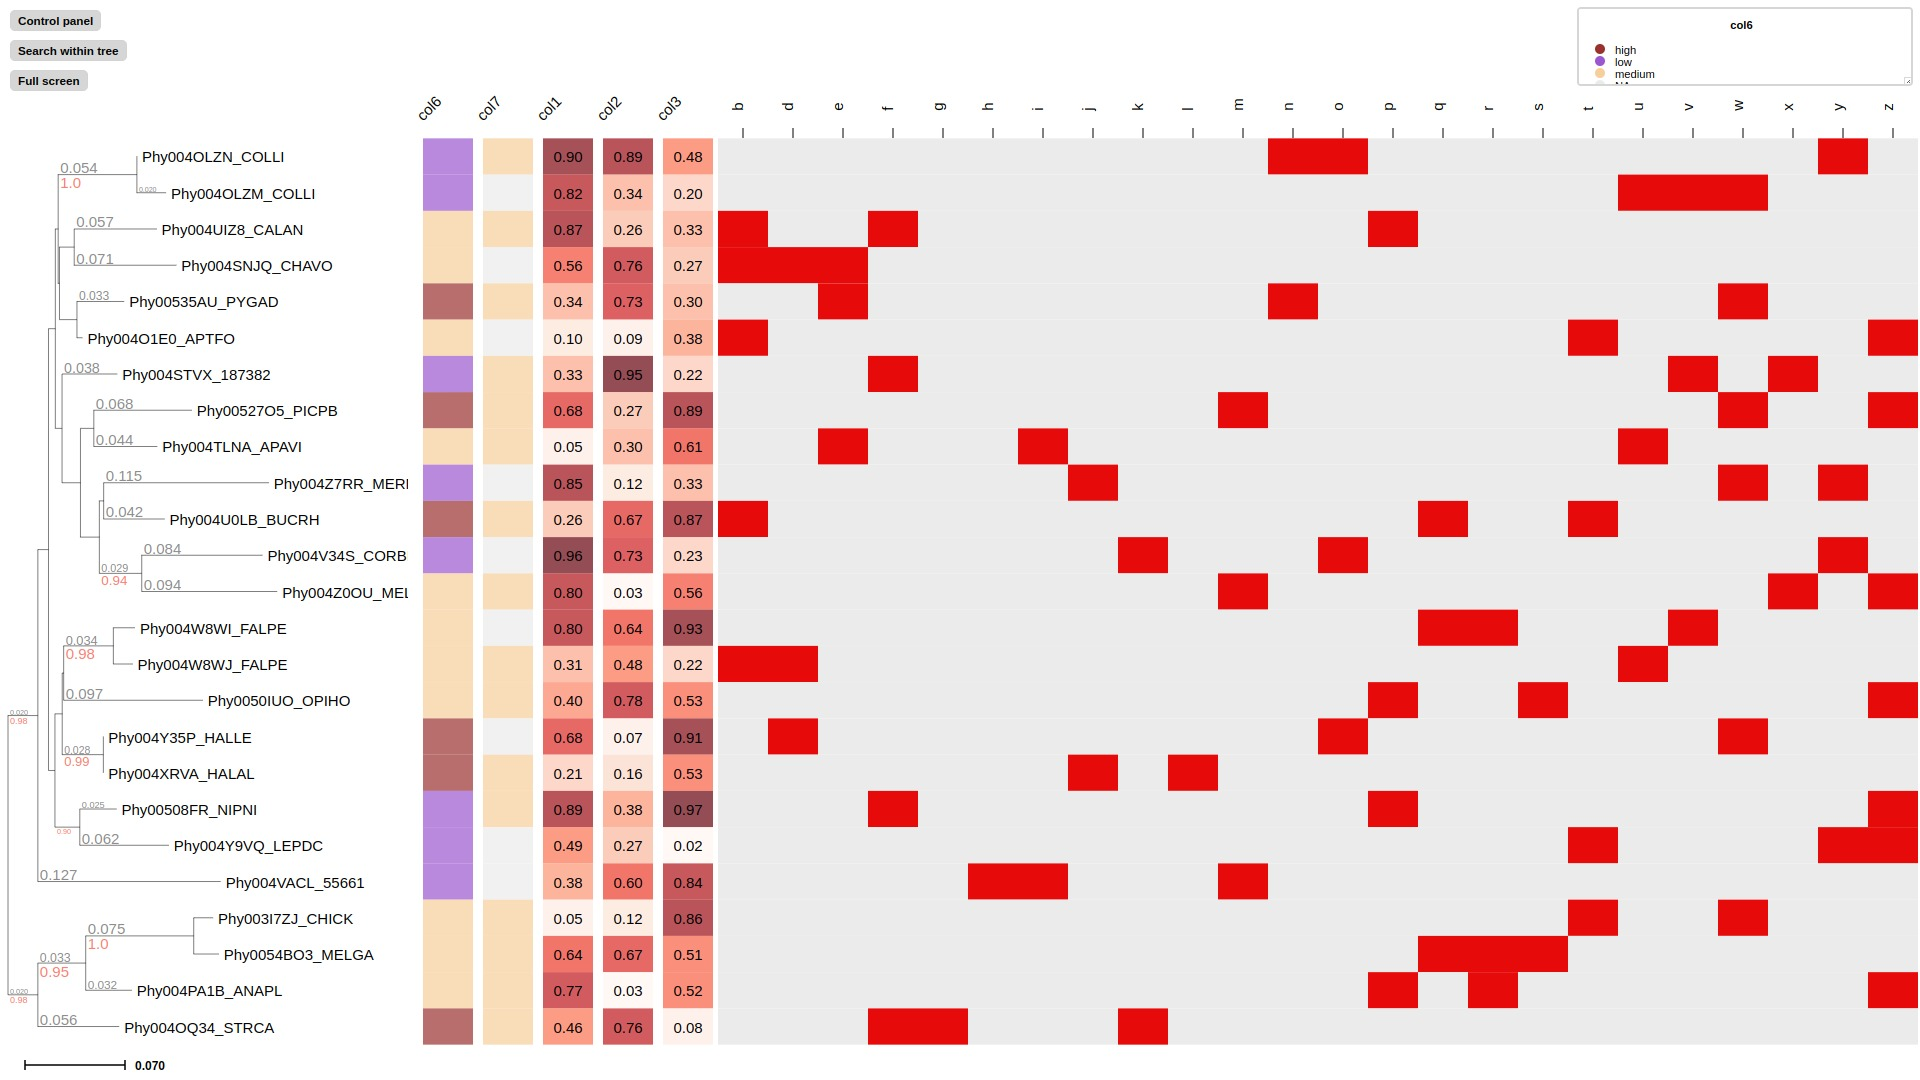 Control panel
Search within tree
Full screen
col6
high
low
medium
col6 col7 col1 col2 col3 b d e f g h i j k l m n o p q r s t u v w x y z
0.054 Phy004OLZN_COLLI 0.90 0.89 0.48
1.0
0.020 Phy004OLZM_COLLI 0.82 0.34 0.20
0.057 Phy004UIZ8_CALAN 0.87 0.26 0.33
0.071 Phy004SNJQ_CHAVO 0.56 0.76 0.27
0.033 Phy00535AU_PYGAD 0.34 0.73 0.30
Phy004O1E0_APTFO 0.10 0.09 0.38
0.038 Phy004STVX_187382 0.33 0.95 0.22
0.068 Phy00527O5_PICPB 0.68 0.27 0.89
0.044 Phy004TLNA_APAVI 0.05 0.30 0.61
0.115 Phy004Z7RR_MER 0.85 0.12 0.33
0.042 Phy004U0LB_BUCRH 0.26 0.67 0.87
0.084 Phy004V34S_CORB 0.96 0.73 0.23
0.029
0.94
0.094 Phy004Z0OU_MEL 0.80 0.03 0.56
Phy004W8WI_FALPE 0.80 0.64 0.93
0.034
0.98
Phy004W8WJ_FALPE 0.31 0.48 0.22
0.097 Phy0050IUO_OPIHO 0.40 0.78 0.53
0.020
0.98
Phy004Y35P_HALLE 0.68 0.07 0.91
0.028
0.99
Phy004XRVA_HALAL 0.21 0.16 0.53
0.025 Phy00508FR_NIPNI 0.89 0.38 0.97
0.90
0.062 Phy004Y9VQ_LEPDC 0.49 0.27 0.02
0.127 Phy004VACL_55661 0.38 0.60 0.84
Phy003I7ZJ_CHICK 0.05 0.12 0.86
0.075
1.0
Phy0054BO3_MELGA 0.64 0.67 0.51
0.033
0.95
0.032 Phy004PA1B_ANAPL 0.77 0.03 0.52
0.020
0.98
0.056 Phy004OQ34_STRCA 0.46 0.76 0.08
0.070